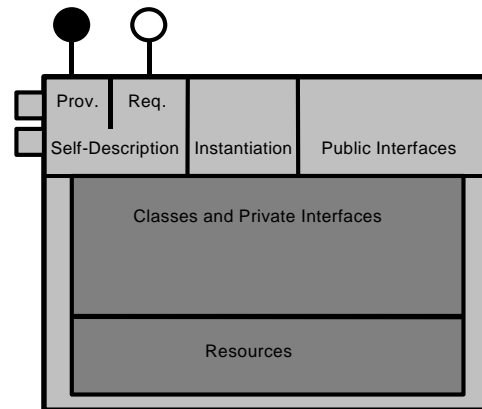 Prov. Req.
Self-Description Instantiation Public Interfaces
Classes and Private Interfaces
Resources